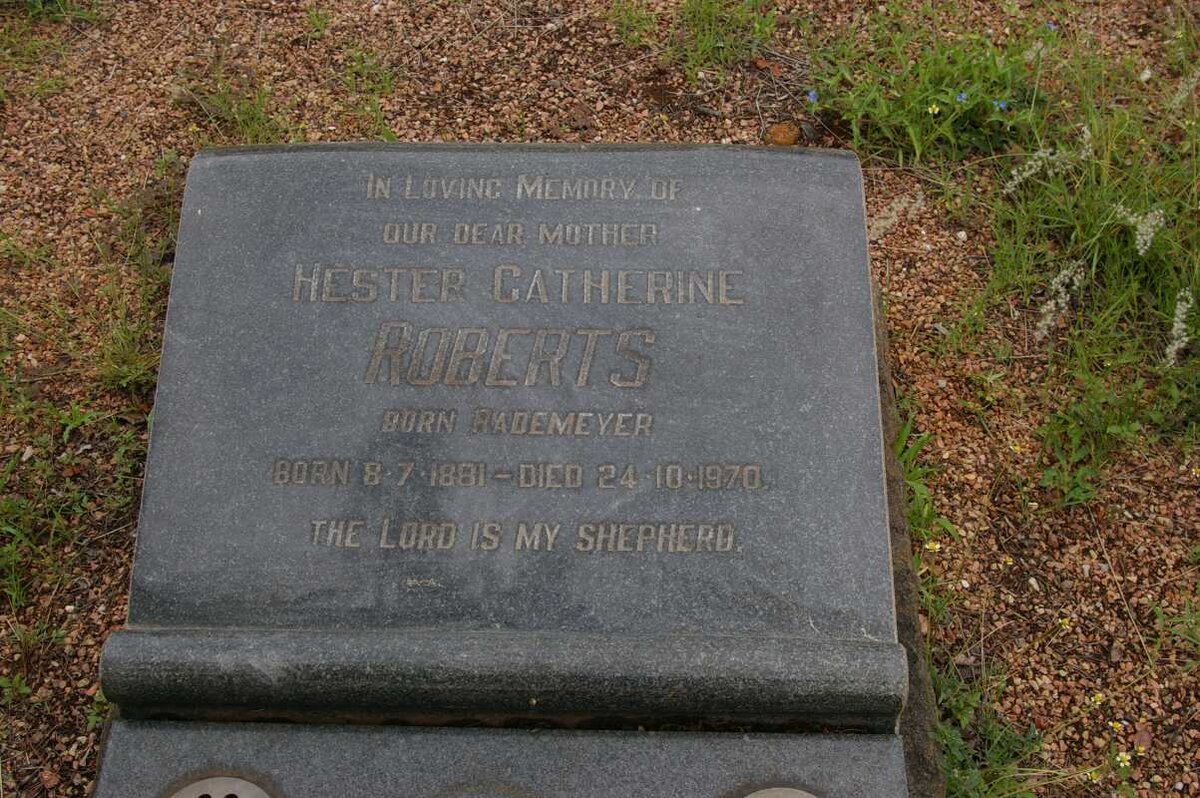 IN LOVING MEMORY OF
OUR DEAR MOTHER
HESTER CATHERINE
ROBERTS
BORN RADEMEYER
BORN 8·7·1881 – DIED 24·10·1970.
THE LORD IS MY SHEPHERD.